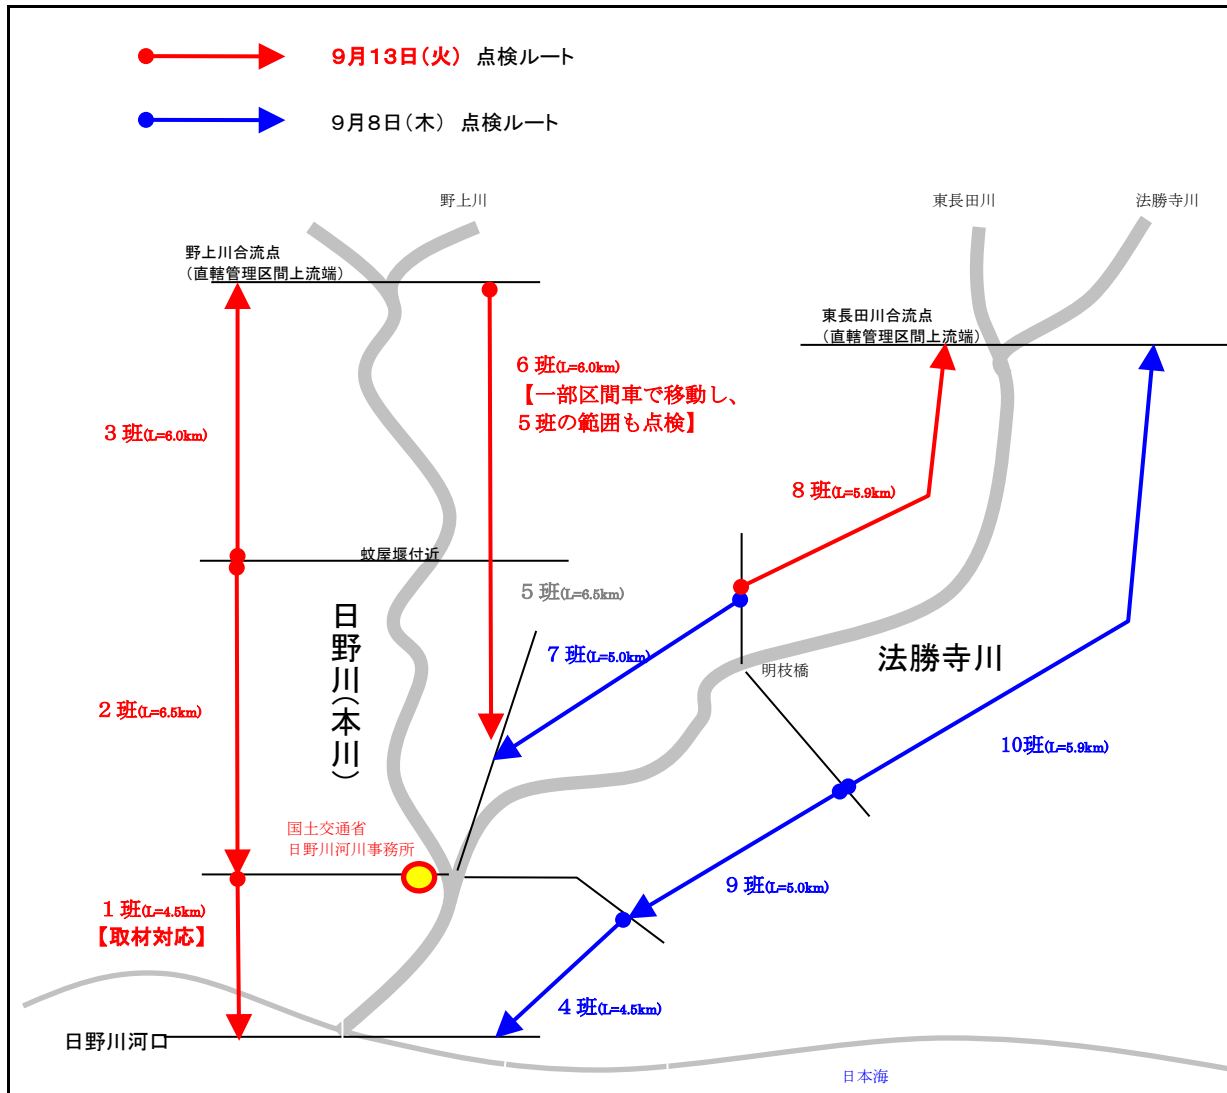 9月13日(火) 点検ルート
9月8日(木) 点検ルート
野上川
東長田川
法勝寺川
野上川合流点
(直轄管理区間上流端)
東長田川合流点
(直轄管理区間上流端)
6班(L=6.0km)
【一部区間車で移動し、
5班の範囲も点検】
3班(L=6.0km)
8班(L=5.9km)
蚊屋堰付近
5班(L=6.5km)
日野川(本川)
7班(L=5.0km)
明枝橋
法勝寺川
2班(L=6.5km)
10班(L=5.9km)
国土交通省
日野川河川事務所
9班(L=5.0km)
1班(L=4.5km)
【取材対応】
4班(L=4.5km)
日野川河口
日本海